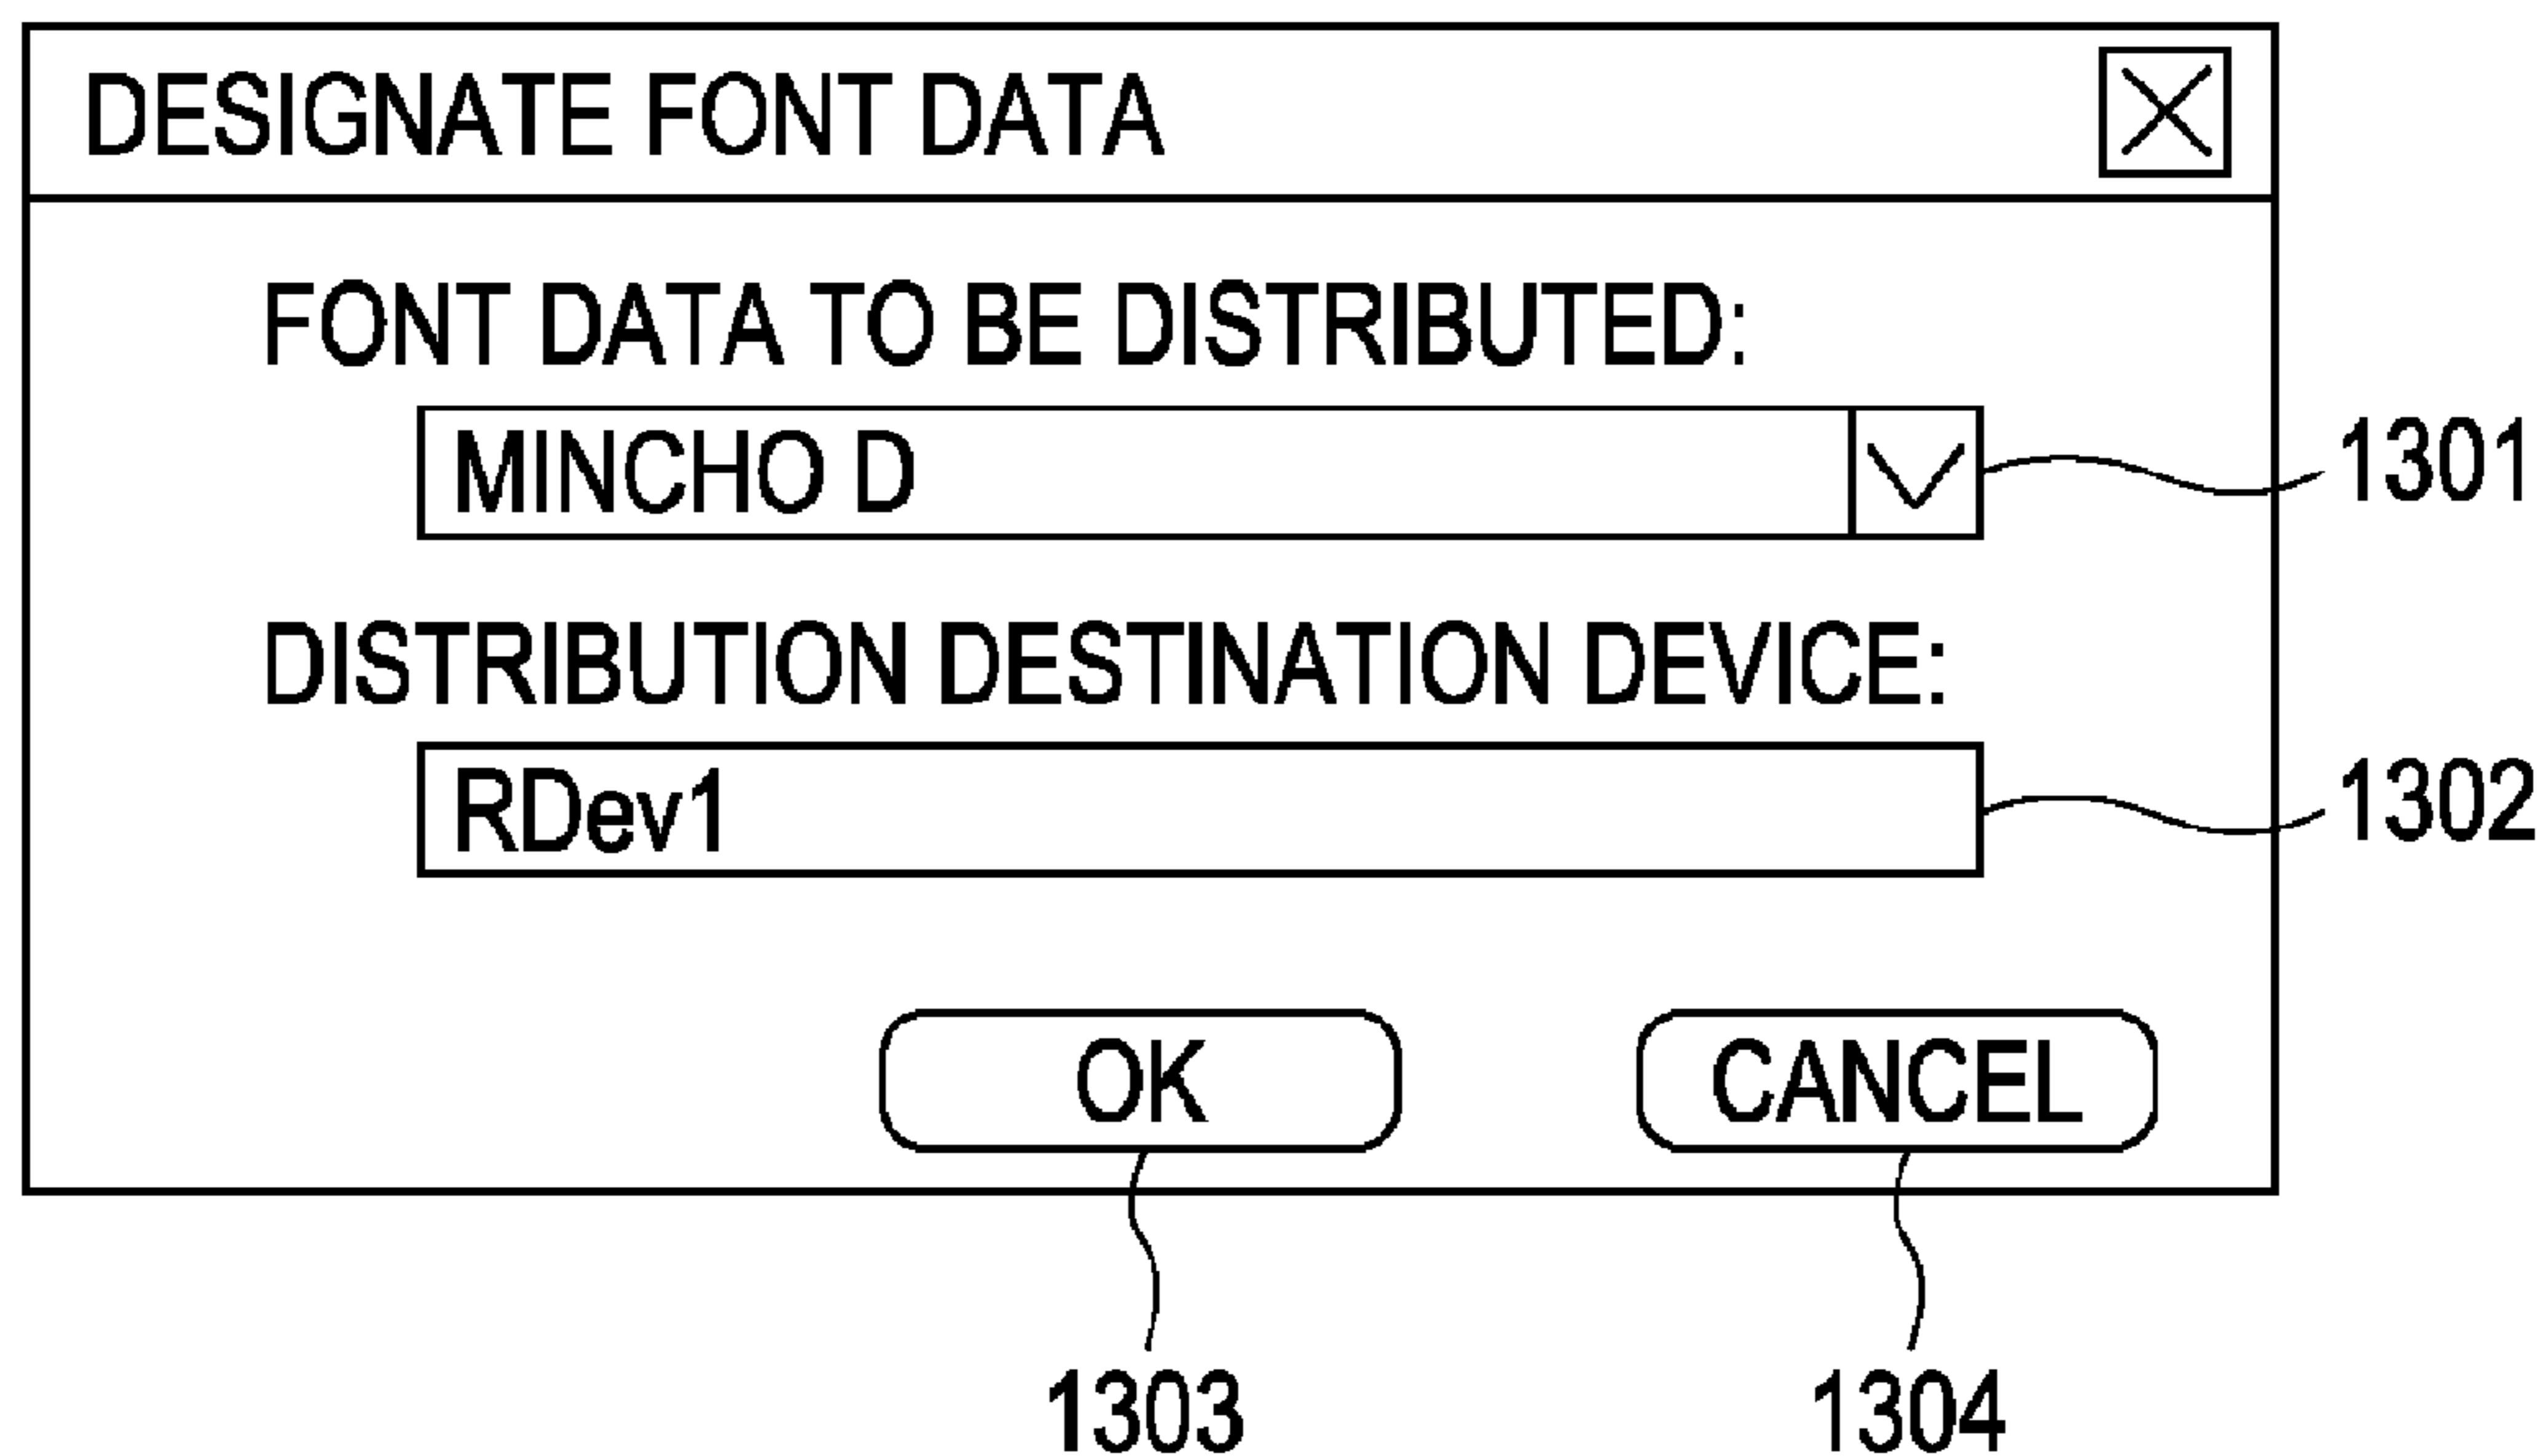 DESIGNATE FONT DATA
FONT DATA TO BE DISTRIBUTED:
MINCHO D
1301
DISTRIBUTION DESTINATION DEVICE:
RDev1
1302
OK
CANCEL
1303
1304